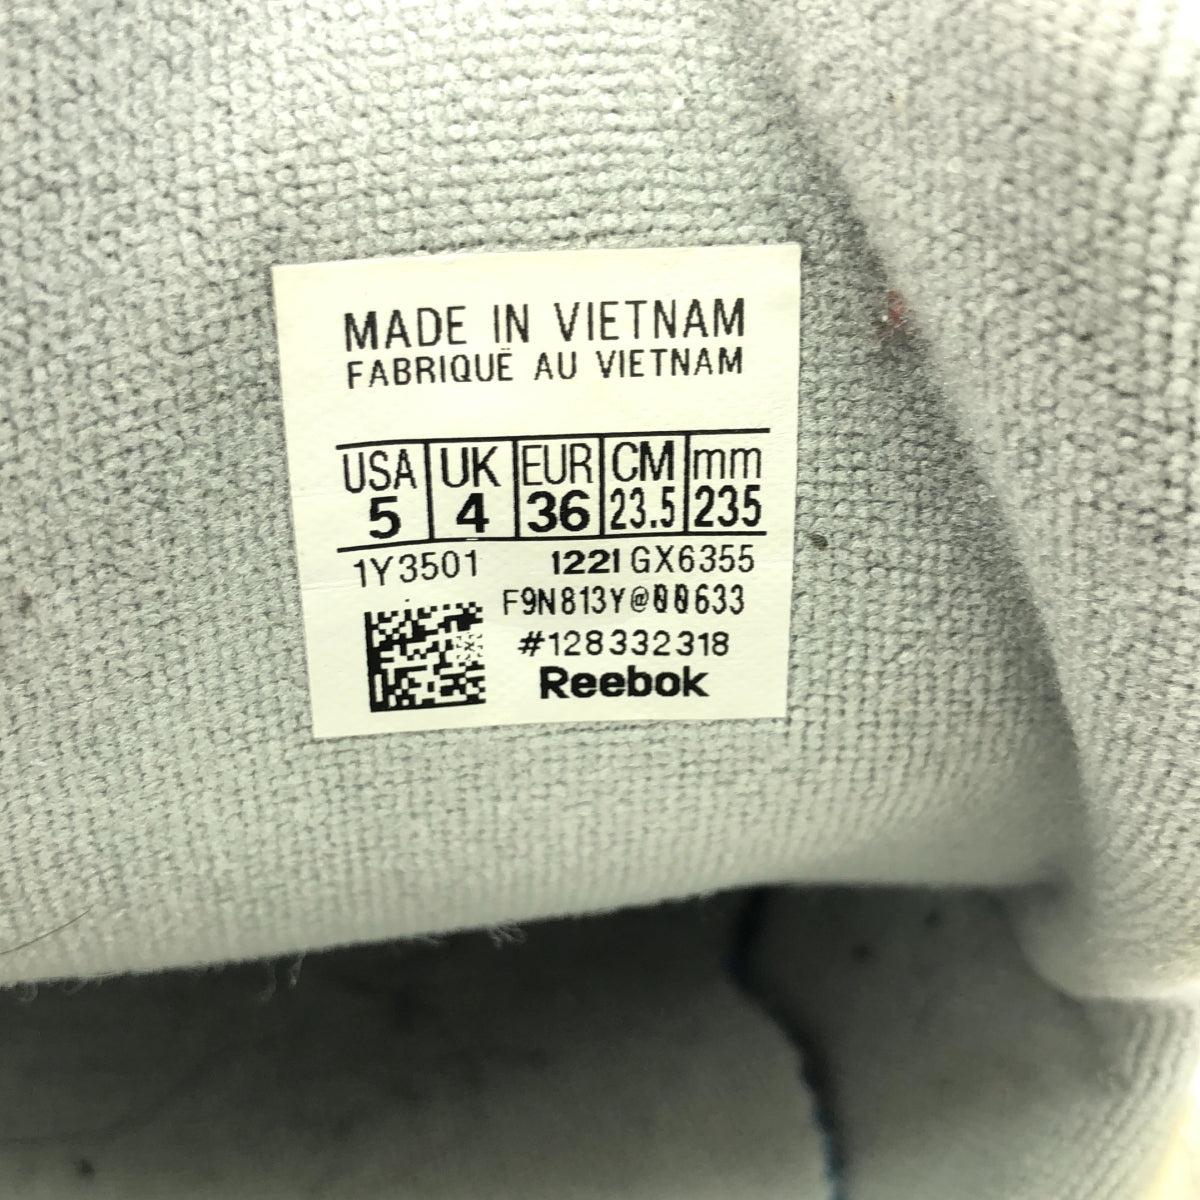 MADE IN VIETNAM
FABRIQUÉ AU VIETNAM
USA UK EUR CM mm
5 4 36 23.5 235
1Y3501 1221 GX6355
F9N813Y@00633
#128332318
Reebok